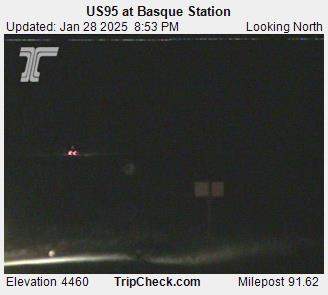 US95 at Basque Station
Updated: Jan 28 2025 8:53 PM Looking North
Elevation 4460 TripCheck.com Milepost 91.62